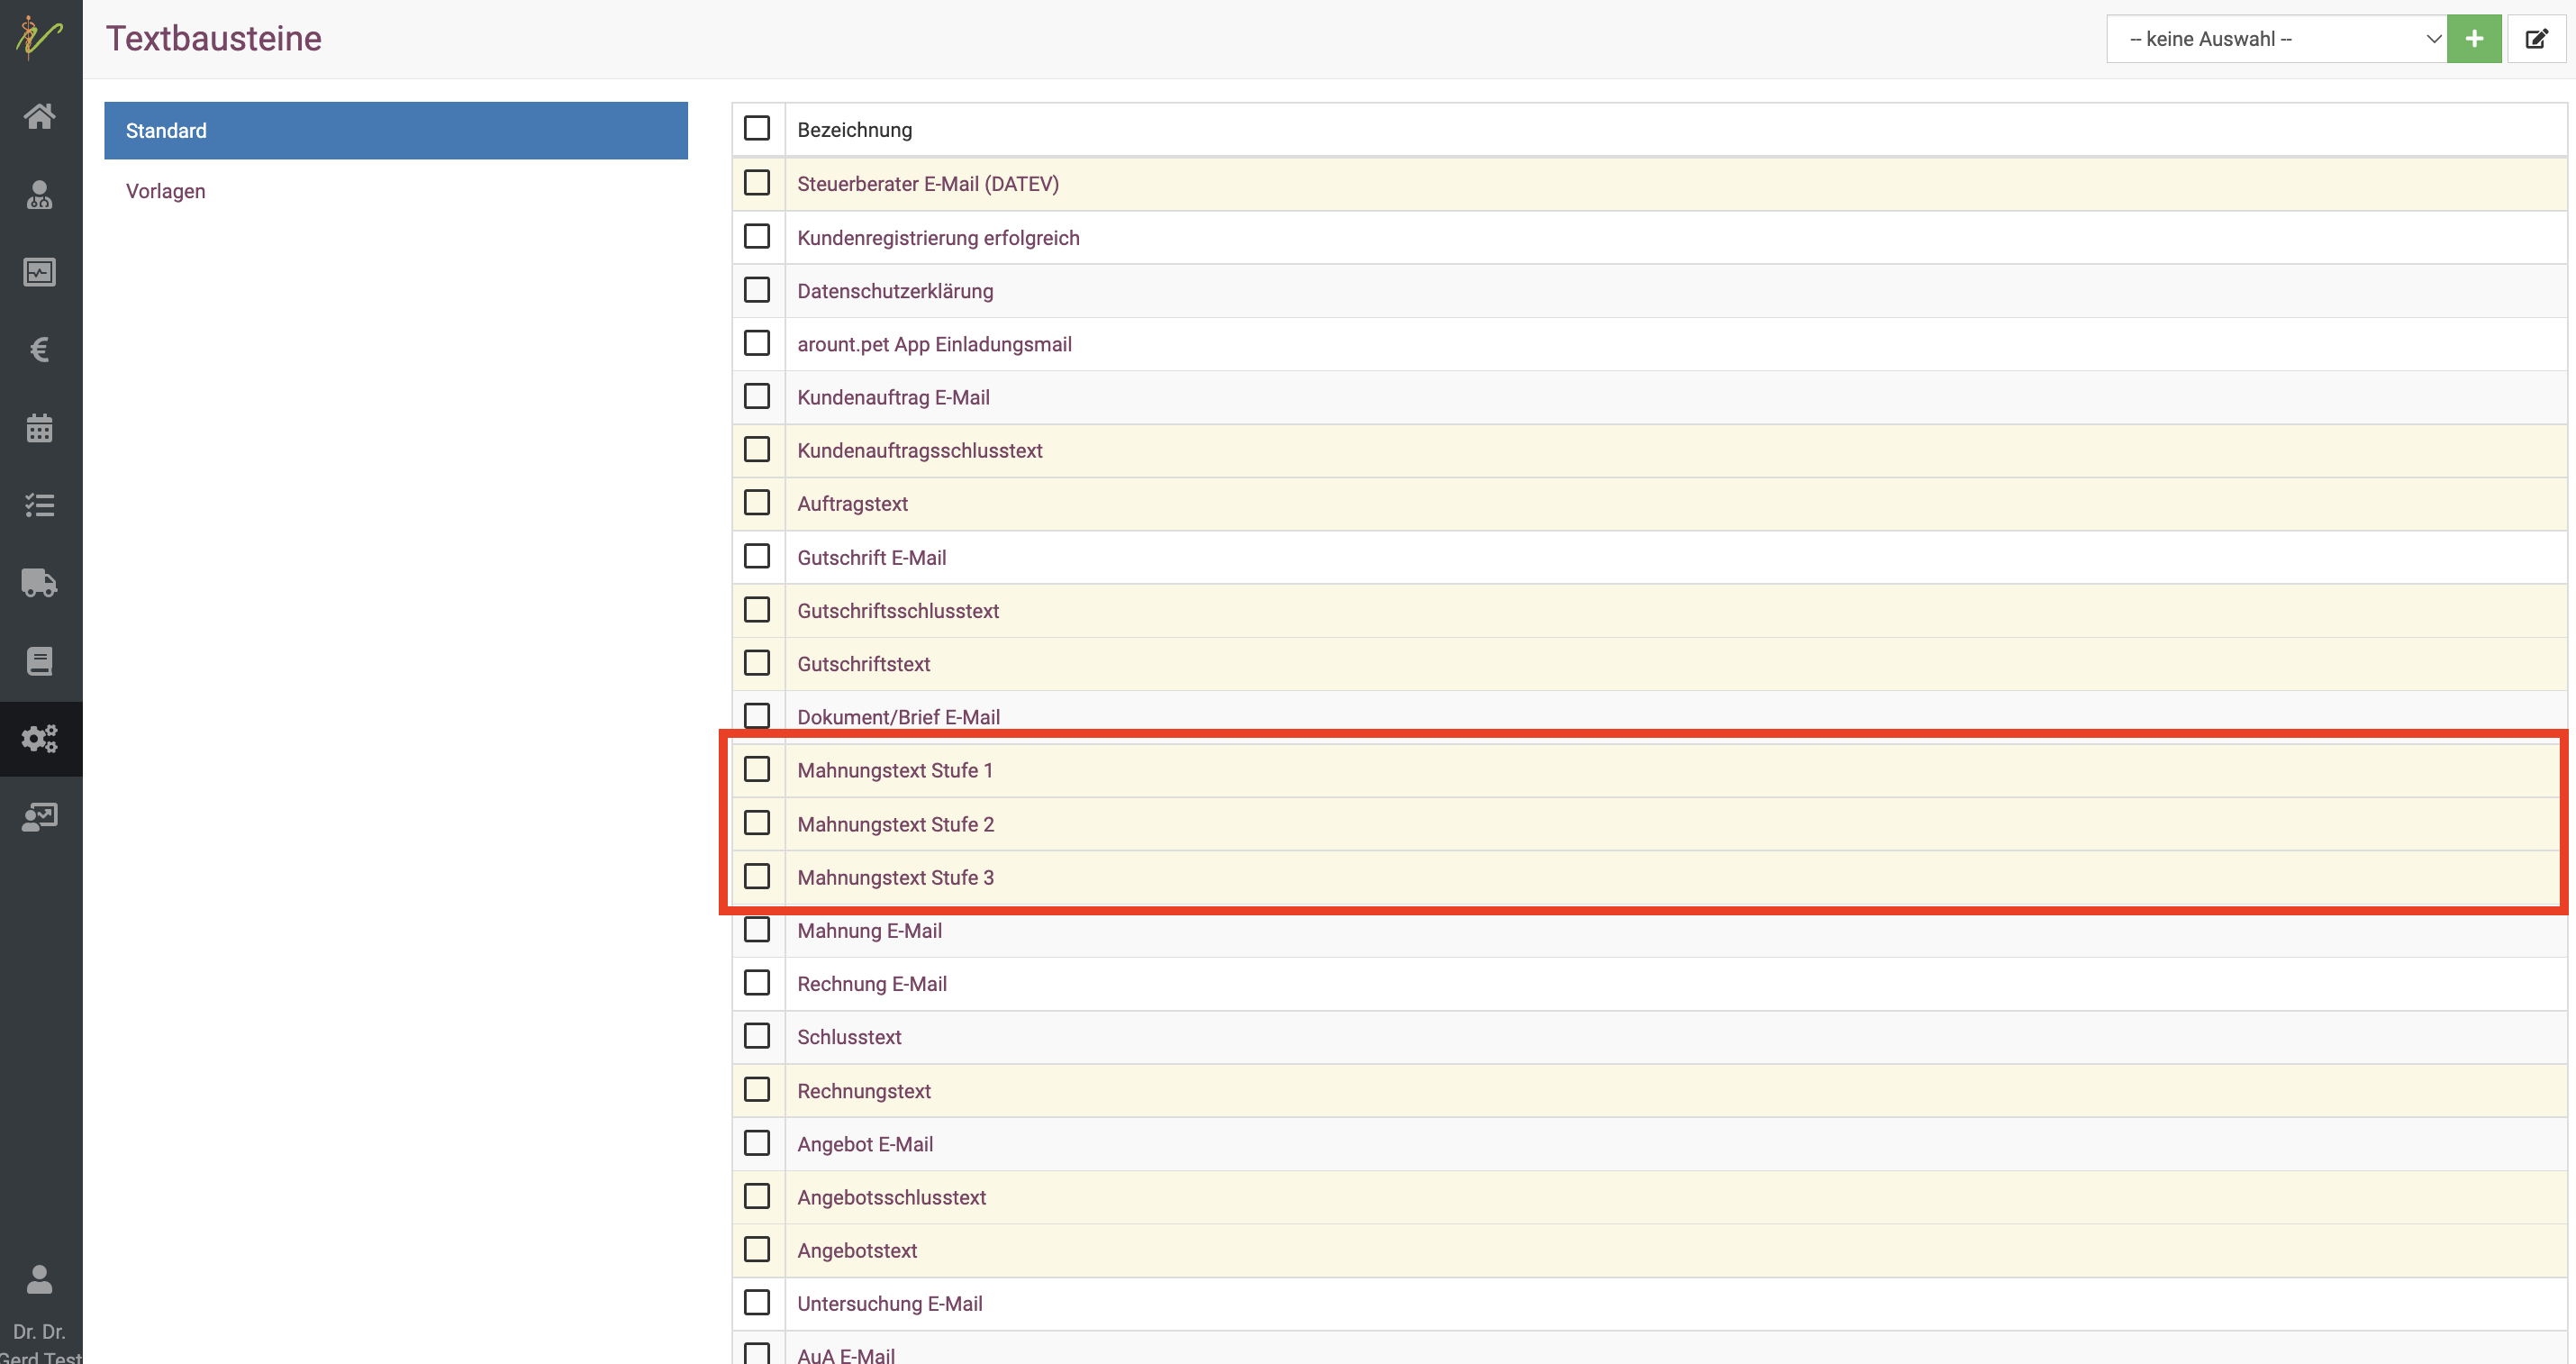 Textbausteine
-- keine Auswahl --
Standard
Vorlagen
Bezeichnung
Steuerberater E-Mail (DATEV)
Kundenregistrierung erfolgreich
Datenschutzerklärung
arount.pet App Einladungsmail
Kundenauftrag E-Mail
Kundenauftragsschlusstext
Auftragstext
Gutschrift E-Mail
Gutschriftsschlusstext
Gutschriftstext
Dokument/Brief E-Mail
Mahnungstext Stufe 1
Mahnungstext Stufe 2
Mahnungstext Stufe 3
Mahnung E-Mail
Rechnung E-Mail
Schlusstext
Rechnungstext
Angebot E-Mail
Angebotsschlusstext
Angebotstext
Untersuchung E-Mail
AuA E-Mail
Dr. Dr.
Gerd Test